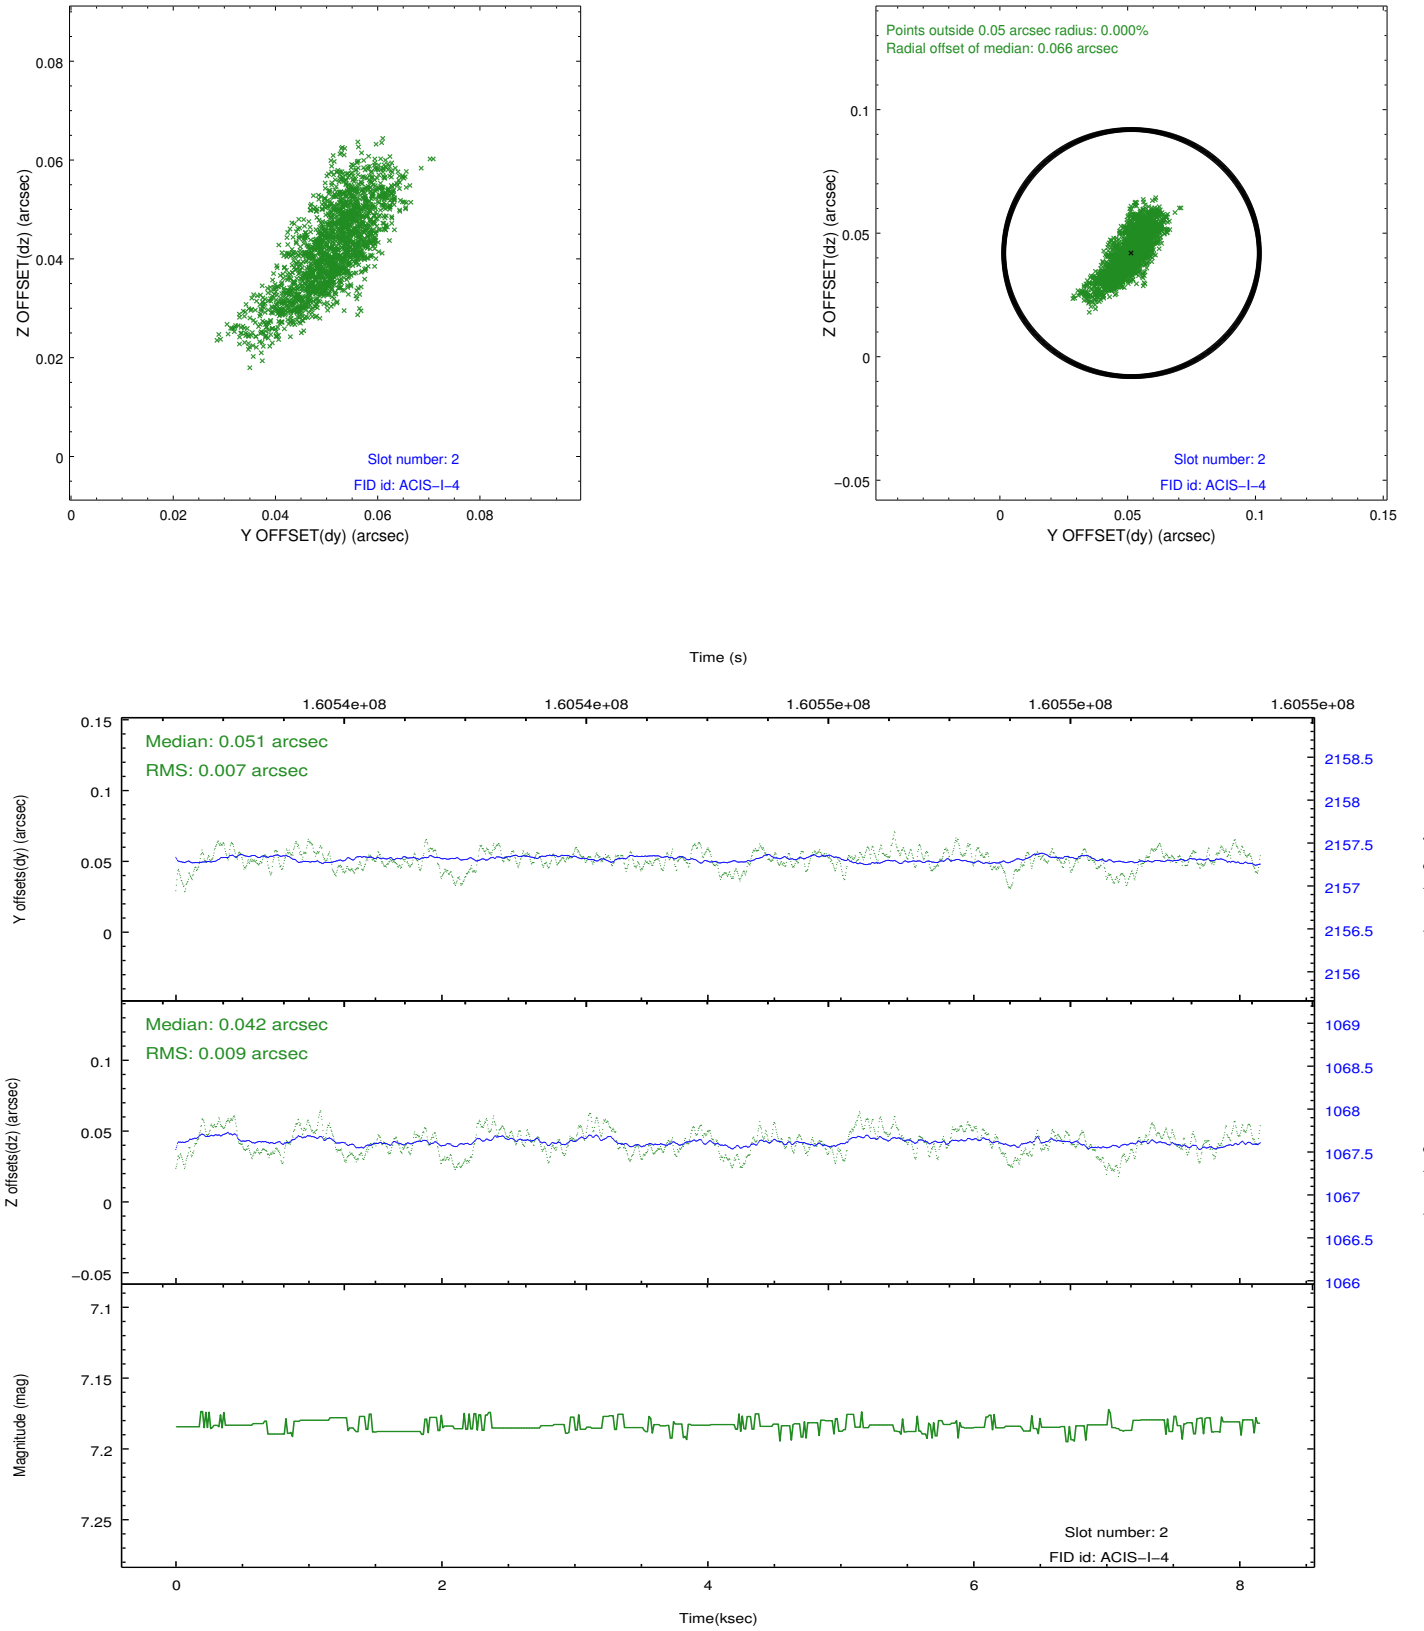 0.08
0.06
0.04
0.02
0
Z OFFSET(dz) (arcsec)
Slot number: 2
FID id: ACIS−I−4
0 0.02 0.04 0.06 0.08
Y OFFSET(dy) (arcsec)
Points outside 0.05 arcsec radius: 0.000%
Radial offset of median: 0.066 arcsec
0.1
0.05
0
−0.05
Z OFFSET(dz) (arcsec)
Slot number: 2
FID id: ACIS−I−4
0 0.05 0.1 0.15
Y OFFSET(dy) (arcsec)
Time (s)
1.6054e+08 1.6054e+08 1.6055e+08 1.6055e+08 1.6055e+08
Median: 0.051 arcsec
RMS: 0.007 arcsec
0.15
0.1
0.05
0
Y offsets(dy) (arcsec)
2158.5
2158
2157.5
2157
2156.5
2156
Median: 0.042 arcsec
RMS: 0.009 arcsec
0.1
0.05
0
−0.05
Z offsets(dz) (arcsec)
1069
1068.5
1068
1067.5
1067
1066.5
1066
7.1
7.15
7.2
7.25
Magnitude (mag)
Slot number: 2
FID id: ACIS−I−4
0 2 4 6 8
Time(ksec)